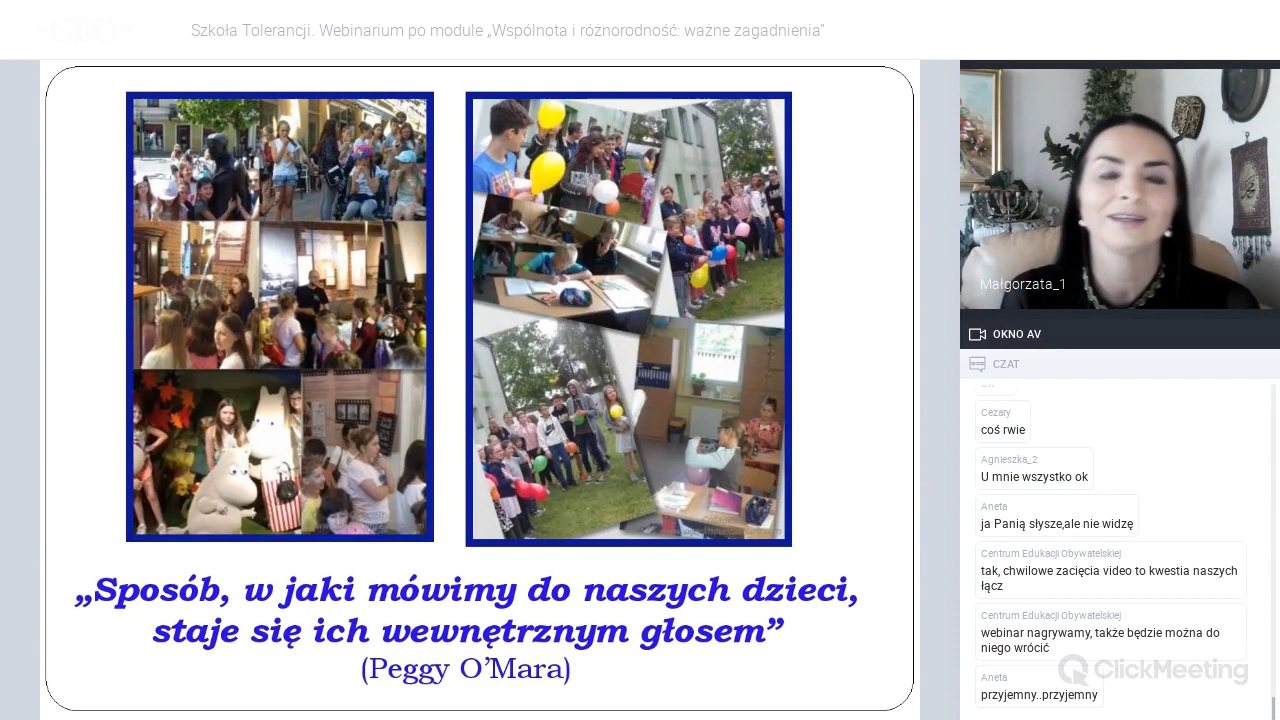 Szkoła Tolerancji. Webinarium po module „Wspólnota i różnorodność: ważne zagadnienia”
„Sposób, w jaki mówimy do naszych dzieci,
staje się ich wewnętrznym głosem”
(Peggy O’Mara)
Małgorzata_1
OKNO AV
CZAT
Cezary
coś rwie
Agnieszka_2
U mnie wszystko ok
Aneta
ja Panią słysze,ale nie widzę
Centrum Edukacji Obywatelskiej
tak, chwilowe zacięcia video to kwestia naszych
łącz
Centrum Edukacji Obywatelskiej
webinar nagrywamy, także będzie można do
niego wrócić
ClickMeeting
Aneta
przyjemny..przyjemny